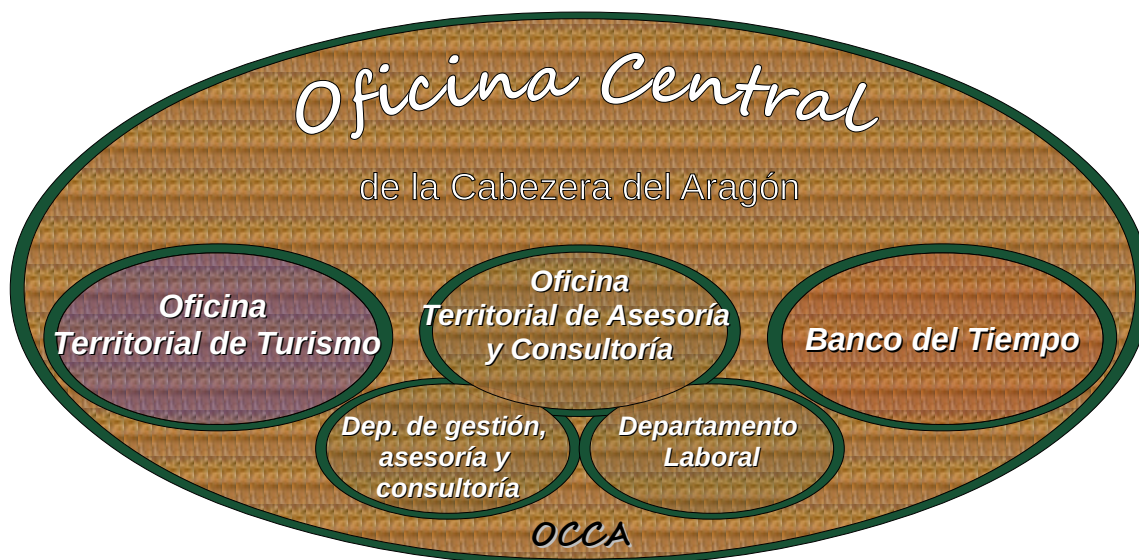 Oficina Central
de la Cabezera del Aragón
Oficina
Territorial de Turismo
Oficina
Territorial de Asesoría
y Consultoría
Banco del Tiempo
Dep. de gestión,
asesoría y
consultoría
Departamento
Laboral
OCCA